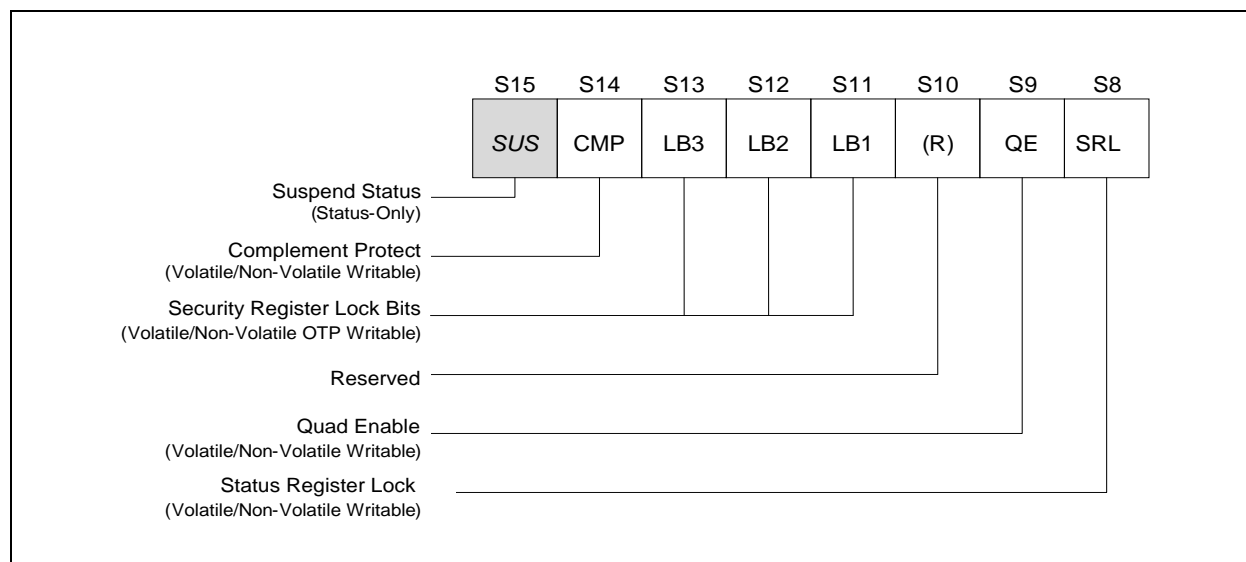 S15 S14 S13 S12 S11 S10 S9 S8
SUS CMP LB3 LB2 LB1 (R) QE SRL
Suspend Status
(Status-Only)
Complement Protect
(Volatile/Non-Volatile Writable)
Security Register Lock Bits
(Volatile/Non-Volatile OTP Writable)
Reserved
Quad Enable
(Volatile/Non-Volatile Writable)
Status Register Lock
(Volatile/Non-Volatile Writable)